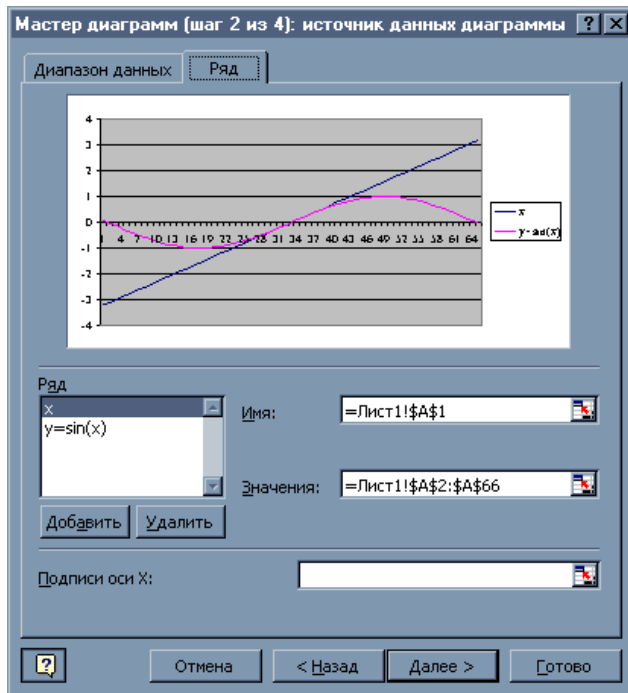 Мастер диаграмм (шаг 2 из 4): источник данных диаграммы
Диапазон данных Ряд
4
3
2
1
0
-1
-2
-3
-4
1 4 7 10 13 16 19 22 25 28 31 34 37 40 43 46 49 52 55 58 61 64
x
y=sin(x)
Ряд
x
y=sin(x)
Имя: =Лист1!$A$1
Значения: =Лист1!$A$2:$A$66
Добавить Удалить
Подписи оси X:
Отмена < Назад Далее > Готово